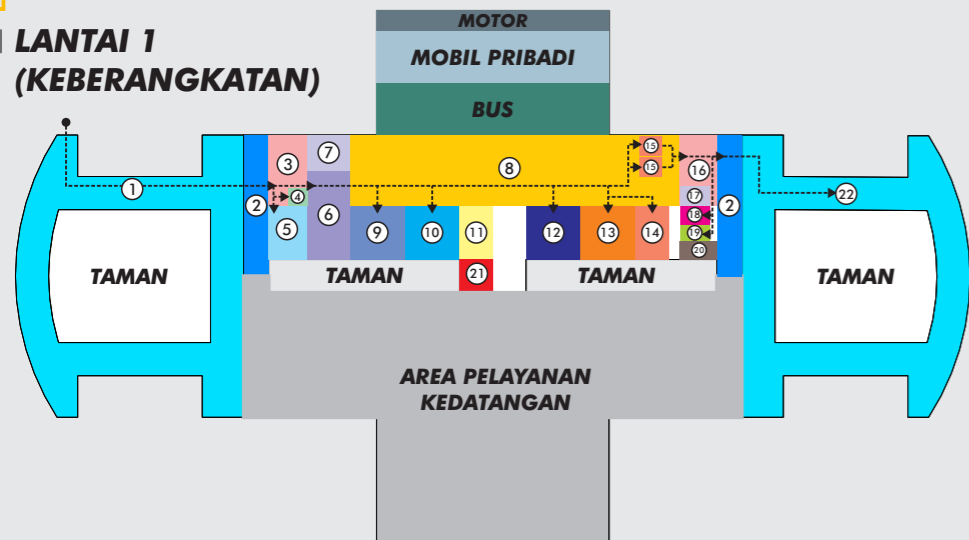 LANTAI 1
(KEBERANGKATAN)
MOTOR
MOBIL PRIBADI
BUS
1
2
3
4
5
6
7
8
9
10
11
12
13
14
15
15
16
17
18
19
20
2
21
22
TAMAN
TAMAN
TAMAN
TAMAN
AREA PELAYANAN
KEDATANGAN